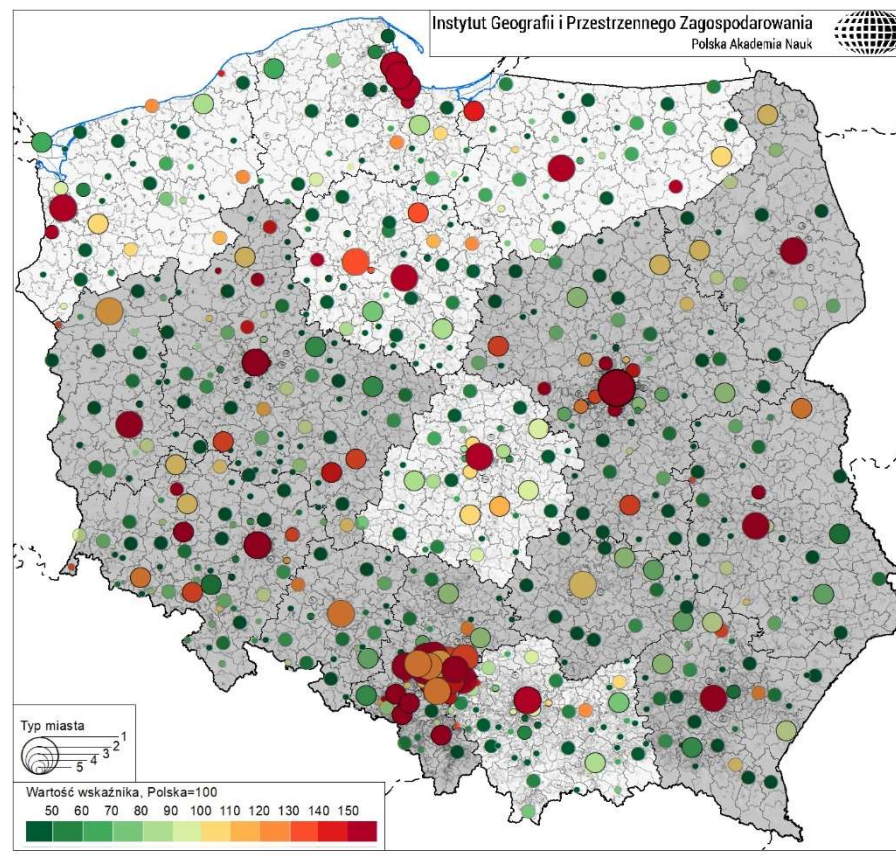 Instytut Geografii i Przestrzennego Zagospodarowania
Polska Akademia Nauk
Typ miasta
1
2
3
4
5
Wartość wskaźnika, Polska=100
50 60 80 90 100 110 120 130 140 150